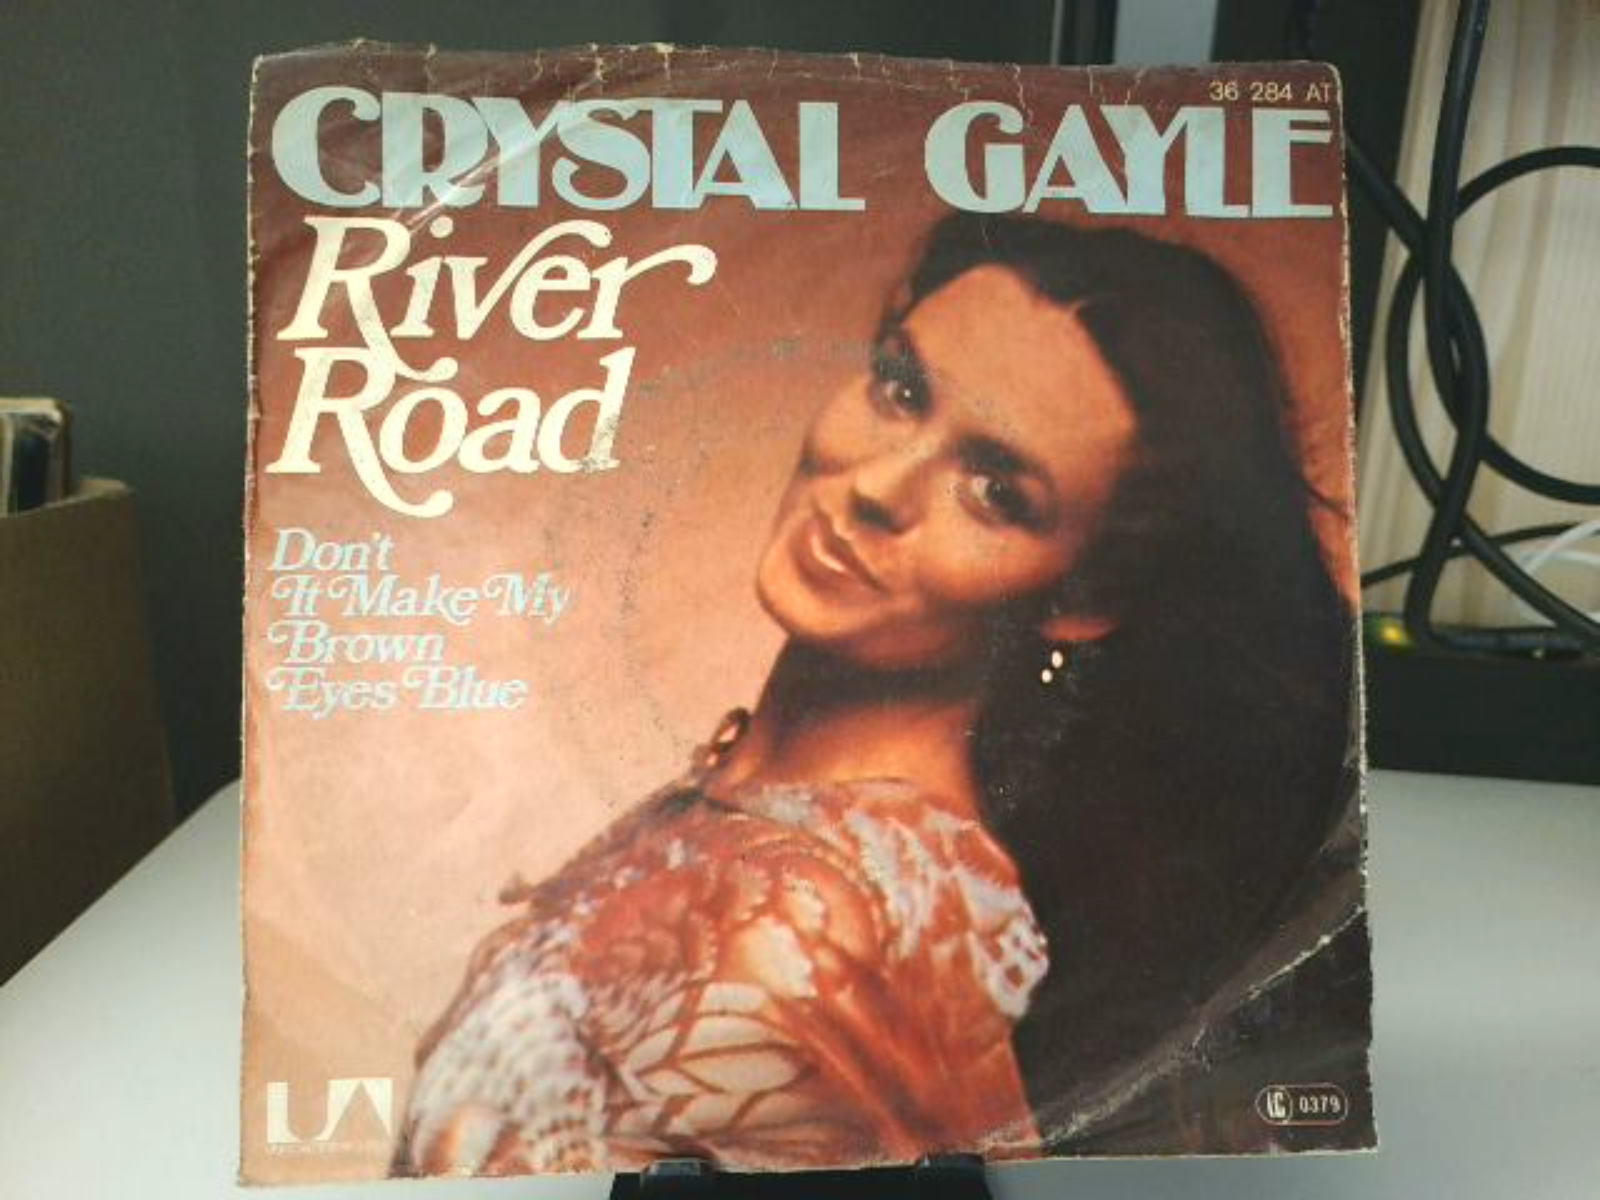 36 284 AT
CRYSTAL GAYLE
River
Road
Don't
It Make My
Brown
Eyes Blue
UA
LC 0379